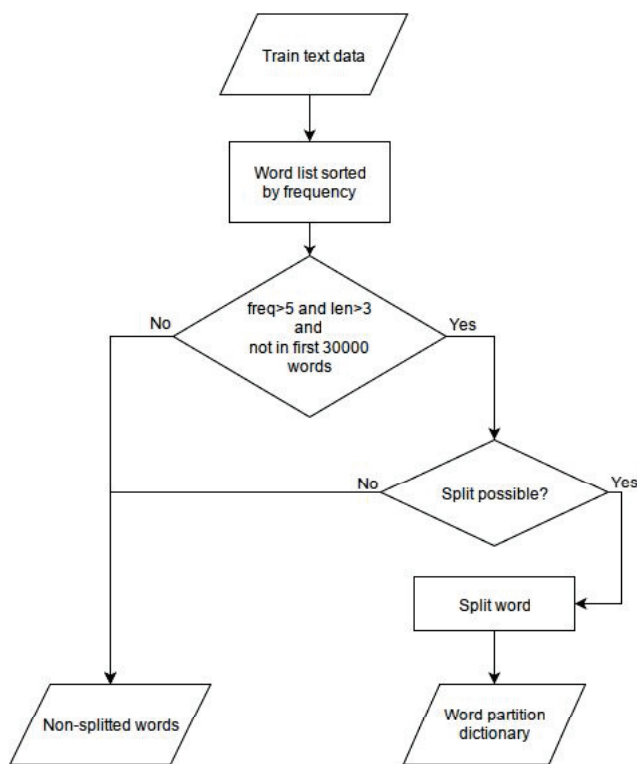 Train text data
Word list sorted
by frequency
freq>5 and len>3
and
not in first 30000
words
No
Yes
Split possible?
No
Yes
Split word
Non-splitted words
Word partition
dictionary